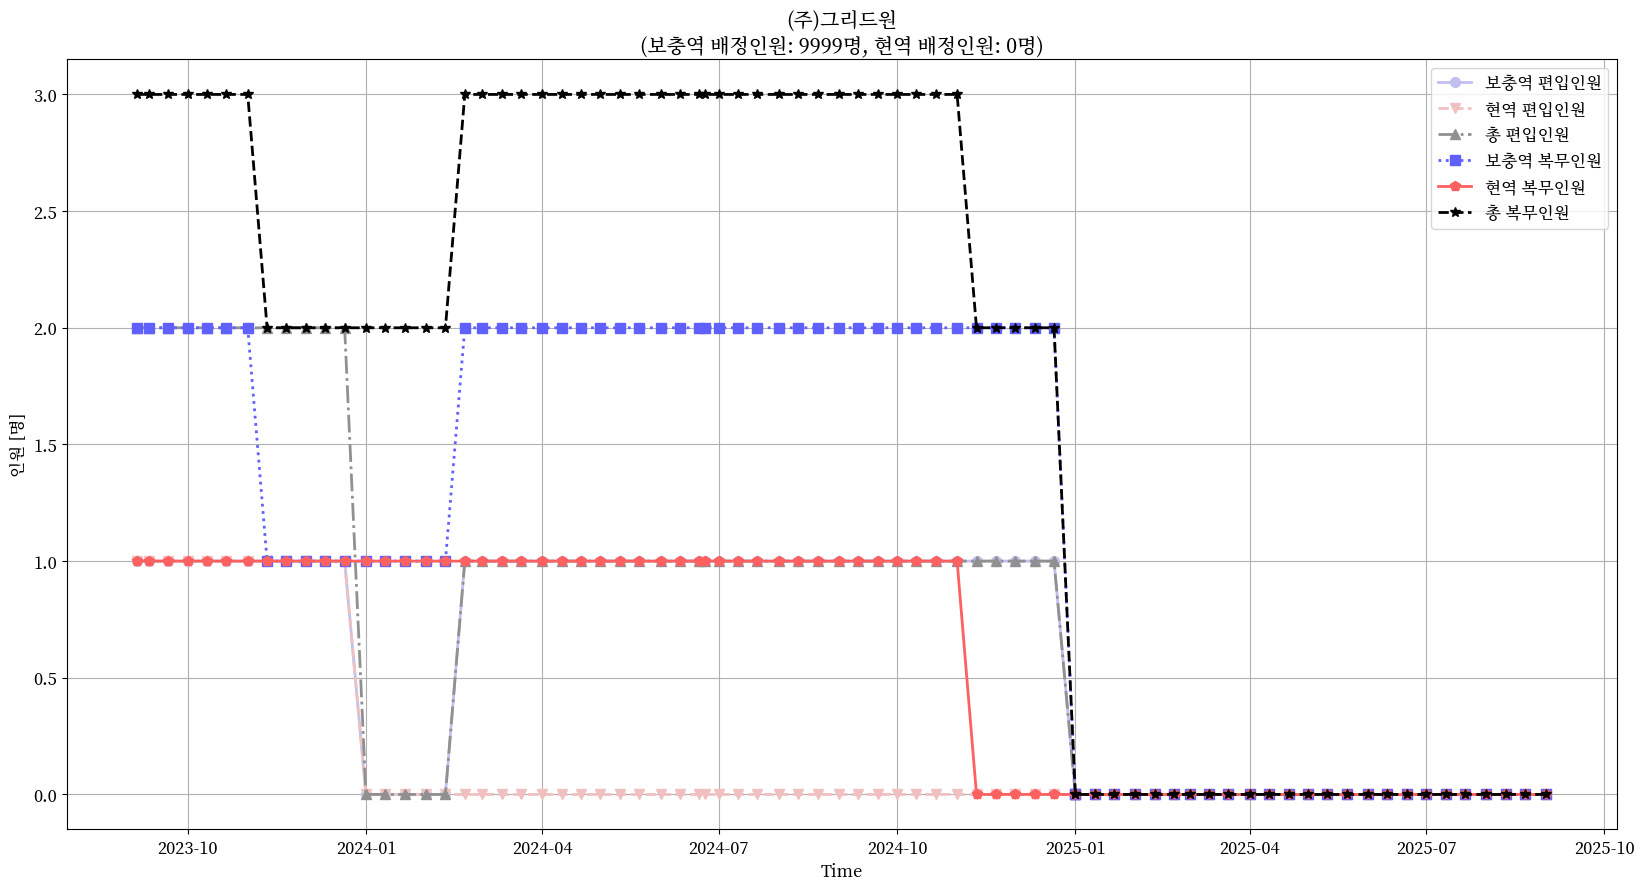 (주)그리드원
(보충역 배정인원: 9999명, 현역 배정인원: 0명)
보충역 편입인원
현역 편입인원
총 편입인원
보충역 복무인원
현역 복무인원
총 복무인원
인원 [명]
3.0
2.5
2.0
1.5
1.0
0.5
0.0
2023-10
2024-01
2024-04
2024-07
2024-10
2025-01
2025-04
2025-07
2025-10
Time